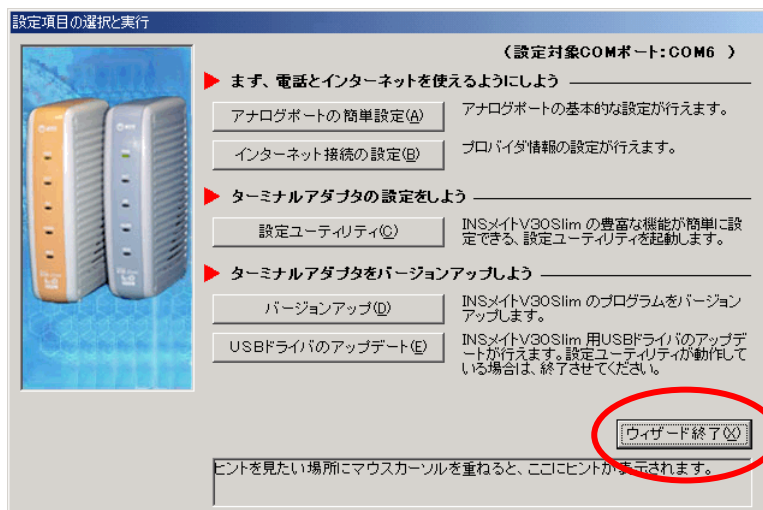 設定項目の選択と実行
(設定対象COMポート:COM6 )
まず、電話とインターネットを使えるようにしよう
アナログポートの簡単設定(A)
アナログポートの基本的な設定が行えます。
インターネット接続の設定(B)
プロバイダ情報の設定が行えます。
ターミナルアダプタの設定をしよう
設定ユーティリティ(C)
INSメイトV30Slim の豊富な機能が簡単に設
定できる、設定ユーティリティを起動します。
ターミナルアダプタをバージョンアップしよう
バージョンアップ(D)
INSメイトV30Slim のプログラムをバージョン
アップします。
USBドライバのアップデート(E)
INSメイトV30Slim 用USBドライバのアップデ
ートが行えます。設定ユーティリティが動作して
いる場合は、終了させてください。
ウィザード終了(X)
ヒントを見たい場所にマウスカーソルを重ねると、ここにヒントが表示されます。